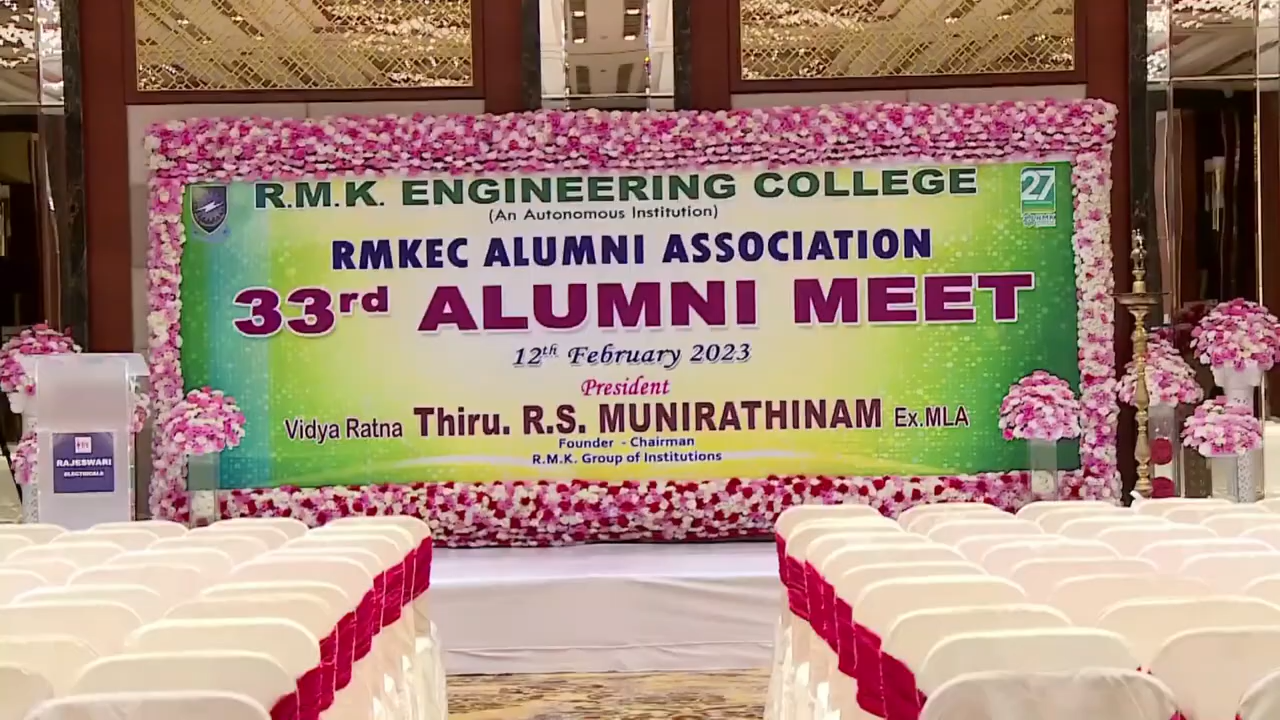 R.M.K. ENGINEERING COLLEGE
(An Autonomous Institution)
27
RMKEC ALUMNI ASSOCIATION
33rd ALUMNI MEET
12th February 2023
President
Vidya Ratna Thiru. R.S. MUNIRATHINAM Ex.MLA
Founder - Chairman
R.M.K. Group of Institutions
RAJESWARI
ELECTRICALS